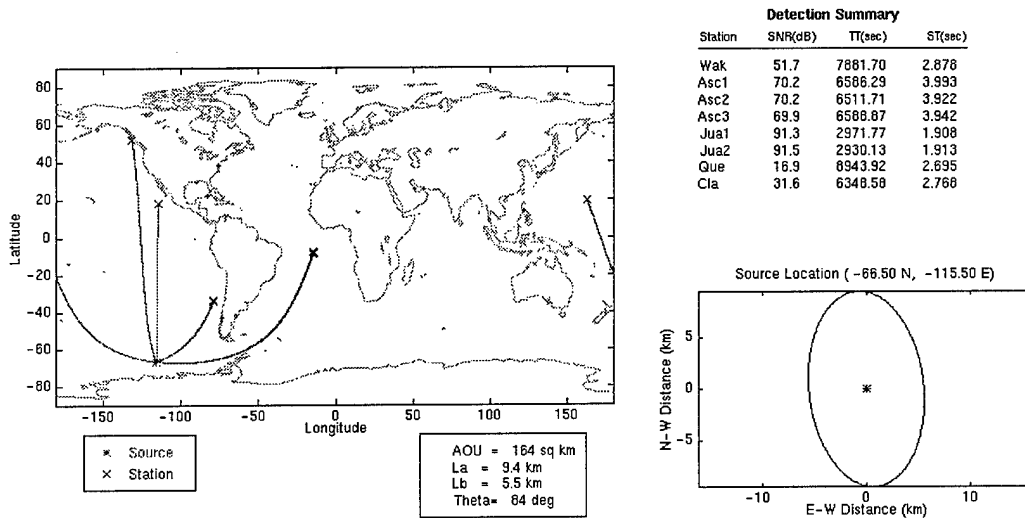 Detection Summary
Station SNR(dB) TT(sec) ST(sec)
Wak 51.7 7881.70 2.878
Asc1 70.2 6586.29 3.993
Asc2 70.2 6511.71 3.922
Asc3 69.9 6588.87 3.942
Jua1 91.3 2971.77 1.908
Jua2 91.5 2930.13 1.913
Que 16.9 8943.92 2.695
Cla 31.6 6348.58 2.768
80
60
40
20
0
-20
-40
-60
-80
Latitude
-150 -100 -50 0 50 100 150
Longitude
* Source
× Station
AOU = 164 sq km
La = 9.4 km
Lb = 5.5 km
Theta= 84 deg
Source Location ( -66.50 N, -115.50 E)
5
0
-5
N-W Distance (km)
-10 0 10
E-W Distance (km)